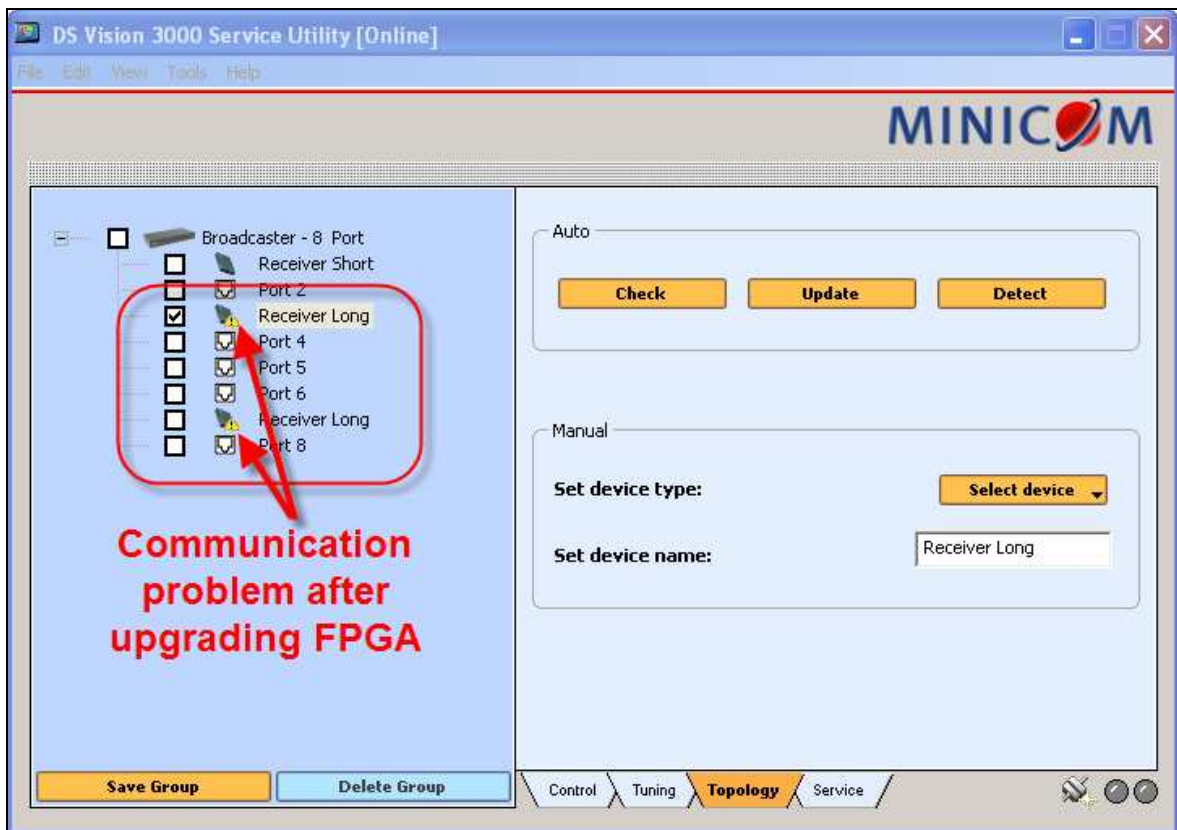 DS Vision 3000 Service Utility [Online]
File Edit View Tools Help
MINICOM
Broadcaster - 8 Port
Receiver Short
Port 2
Receiver Long
Port 4
Port 5
Port 6
Receiver Long
Port 8
Communication
problem after
upgrading FPGA
Save Group
Delete Group
Auto
Check
Update
Detect
Manual
Set device type:
Select device
Set device name:
Receiver Long
Control
Tuning
Topology
Service